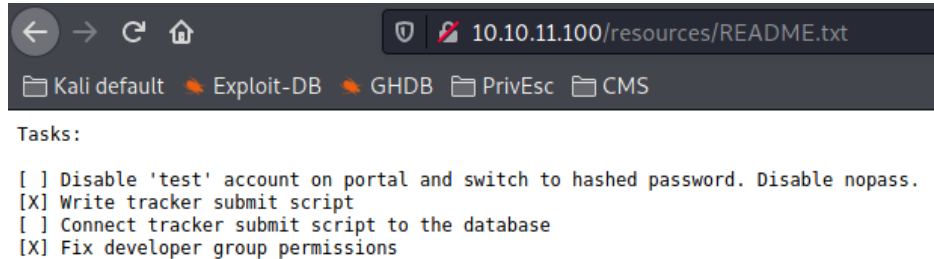 10.10.11.100/resources/README.txt
Kali default Exploit-DB GHDB PrivEsc CMS
Tasks:
[ ] Disable 'test' account on portal and switch to hashed password. Disable nopass.
[X] Write tracker submit script
[ ] Connect tracker submit script to the database
[X] Fix developer group permissions